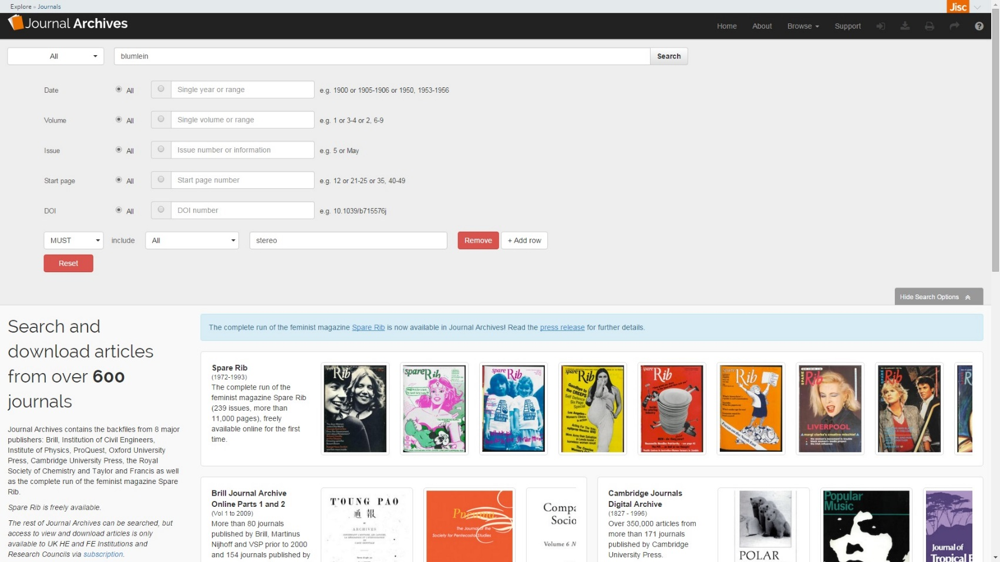 Explore » Journals
Jisc
Journal Archives
Home About Browse Support
All blumlein Search
Date All Single year or range e.g. 1900 or 1905-1906 or 1950, 1953-1956
Volume All Single volume or range e.g. 1 or 3-4 or 2, 6-9
Issue All Issue number or information e.g. 5 or May
Start page All Start page number e.g. 12 or 21-25 or 35, 40-49
DOI All DOI number e.g. 10.1039/b715576j
MUST include All stereo Remove + Add row
Reset
Hide Search Options
Search and
download articles
from over 600
journals
Journal Archives contains the backfiles from 8 major
publishers: Brill, Institution of Civil Engineers,
Institute of Physics, ProQuest, Oxford University
Press, Cambridge University Press, the Royal
Society of Chemistry and Taylor and Francis as well
as the complete run of the feminist magazine Spare
Rib.
Spare Rib is freely available.
The rest of Journal Archives can be searched, but
access to view and download articles is only
available to UK HE and FE Institutions and
Research Councils via subscription.
The complete run of the feminist magazine Spare Rib is now available in Journal Archives! Read the press release for further details.
Spare Rib
(1972-1993)
The complete run of the
feminist magazine Spare Rib
(239 issues, more than
11,000 pages), freely
available online for the first
time.
Rib
spare Rib
spare Rib
spare Rib
Goodbye to
the CREEPS
Self Defence
Six Page
Special
Rib
Rib
Rib
LIVERPOOL
Rib
Brill Journal Archive
Online Parts 1 and 2
(Vol 1 to 2009)
More than 80 journals
published by Brill, Martinus
Nijhoff and VSP prior to 2000
and 154 journals published by
T'OUNG PAO
通報
ARCHIVES
Pneuma
The Journal of the
Society for Pentecostal Studies
Compa
Socio
Volume 6 N
Cambridge Journals
Digital Archive
(1827 - 1996)
Over 350,000 articles from
more than 171 journals
published by Cambridge
University Press.
POLAR
Popular
Music
Journal of
Tropical E